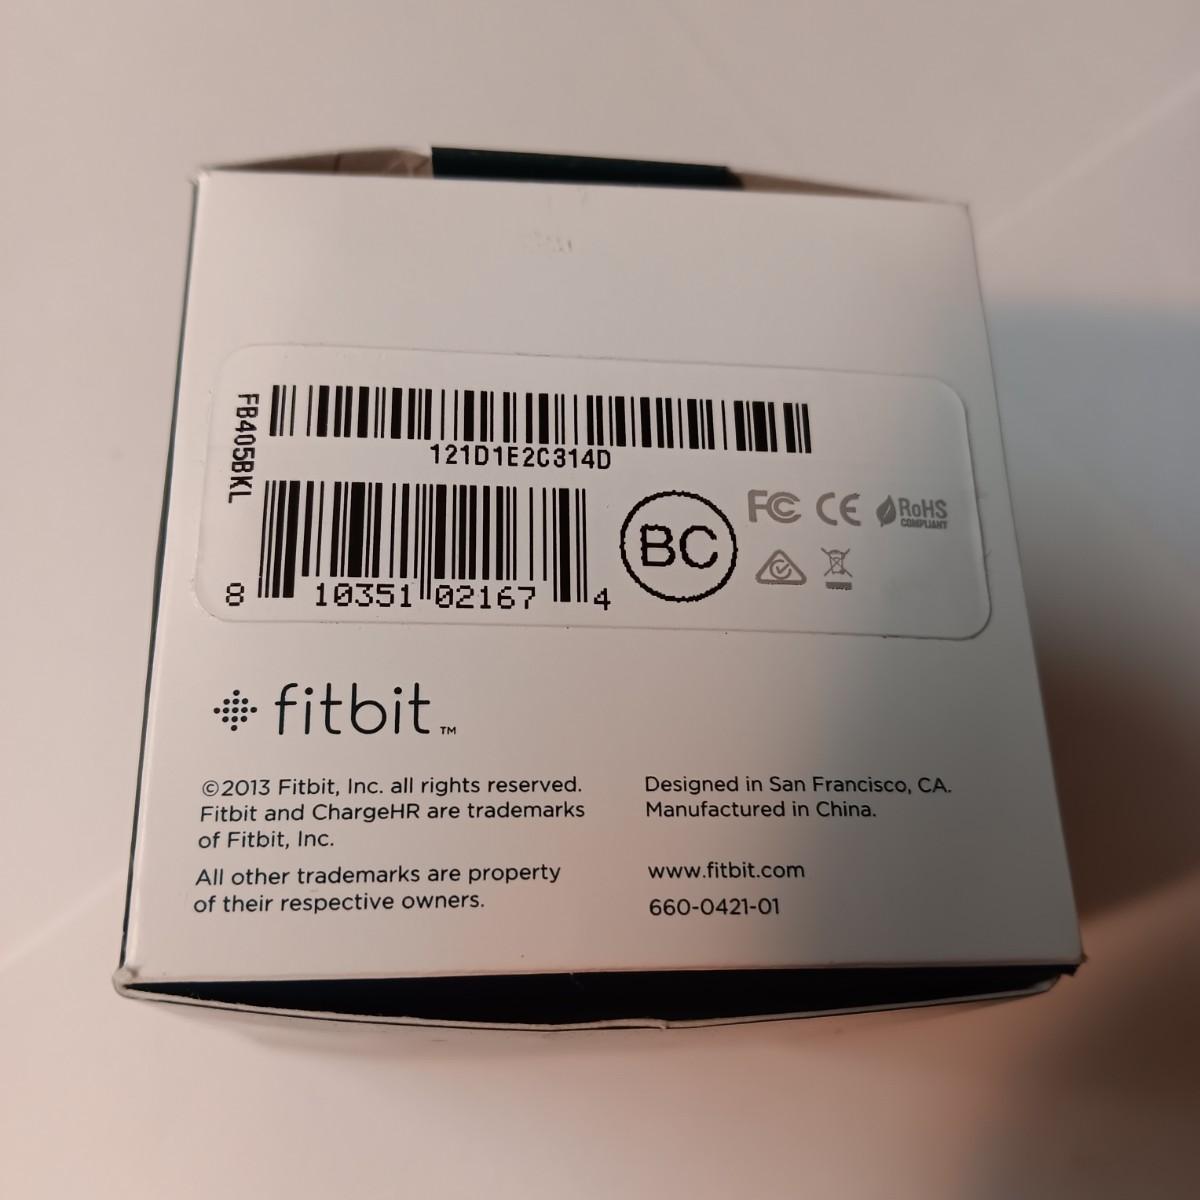 FB405BKL
121D1E2C314D
8 10351 02167 4
BC
FC CE RoHS
COMPLIANT
fitbit™
©2013 Fitbit, Inc. all rights reserved.
Fitbit and ChargeHR are trademarks
of Fitbit, Inc.
All other trademarks are property
of their respective owners.
Designed in San Francisco, CA.
Manufactured in China.
www.fitbit.com
660-0421-01